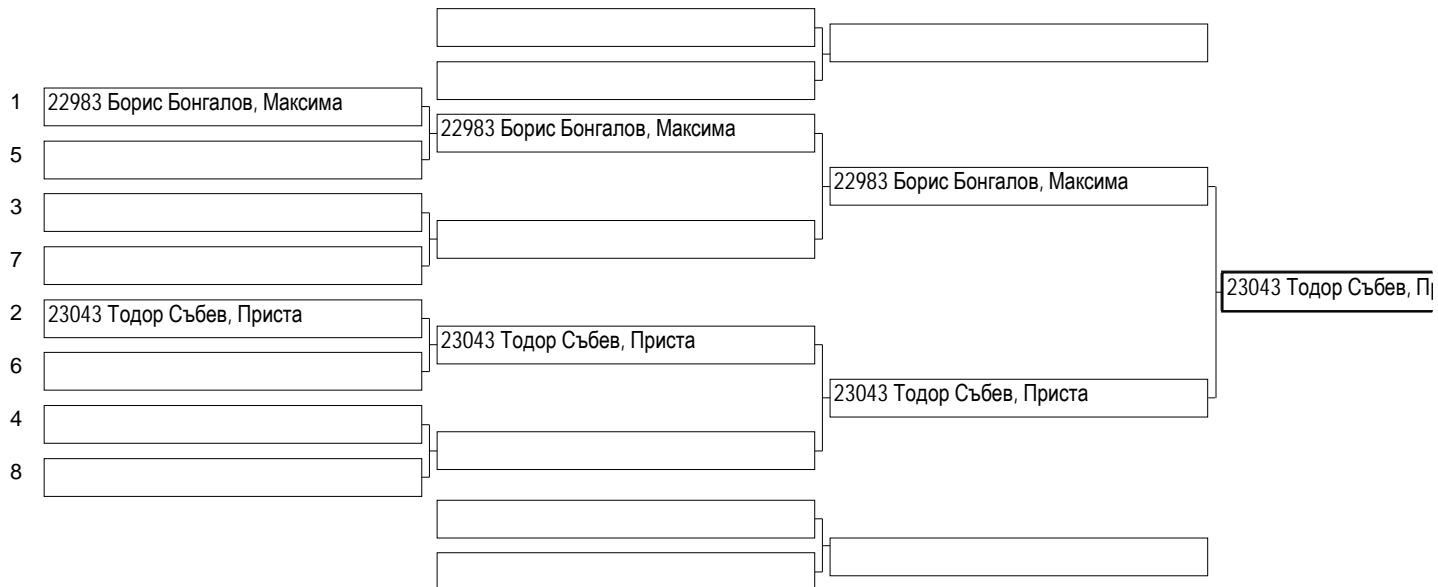 1 22983 Борис Бонгалов, Максима
22983 Борис Бонгалов, Максима
5
22983 Борис Бонгалов, Максима
3
7
23043 Тодор Събев,
2 23043 Тодор Събев, Приста
23043 Тодор Събев, Приста
6
23043 Тодор Събев, Приста
4
8